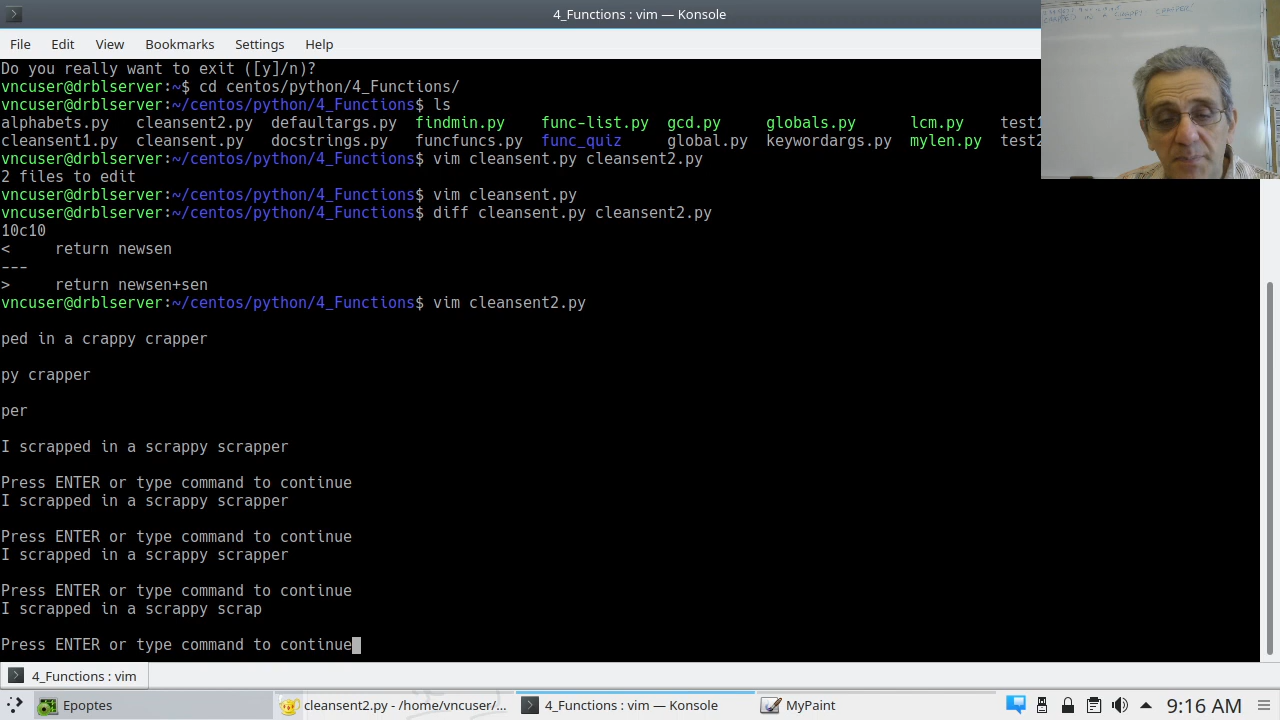 4_Functions : vim — Konsole
File Edit View Bookmarks Settings Help
Do you really want to exit ([y]/n)?
vncuser@drblserver:~$ cd centos/python/4_Functions/
vncuser@drblserver:~/centos/python/4_Functions$ ls
alphabets.py cleansent2.py defaultargs.py findmin.py func-list.py gcd.py globals.py lcm.py test1
cleansent1.py cleansent.py docstrings.py funcfuncs.py func_quiz global.py keywordargs.py mylen.py test2
vncuser@drblserver:~/centos/python/4_Functions$ vim cleansent.py cleansent2.py
2 files to edit
vncuser@drblserver:~/centos/python/4_Functions$ vim cleansent.py
vncuser@drblserver:~/centos/python/4_Functions$ diff cleansent.py cleansent2.py
10c10
< return newsen
---
> return newsen+sen
vncuser@drblserver:~/centos/python/4_Functions$ vim cleansent2.py
ped in a crappy crapper
py crapper
per
I scrapped in a scrappy scrapper
Press ENTER or type command to continue
I scrapped in a scrappy scrapper
Press ENTER or type command to continue
I scrapped in a scrappy scrapper
Press ENTER or type command to continue
I scrapped in a scrappy scrap
Press ENTER or type command to continue
4_Functions : vim
Epoptes cleansent2.py - /home/vncuser/... 4_Functions : vim — Konsole MyPaint 9:16 AM